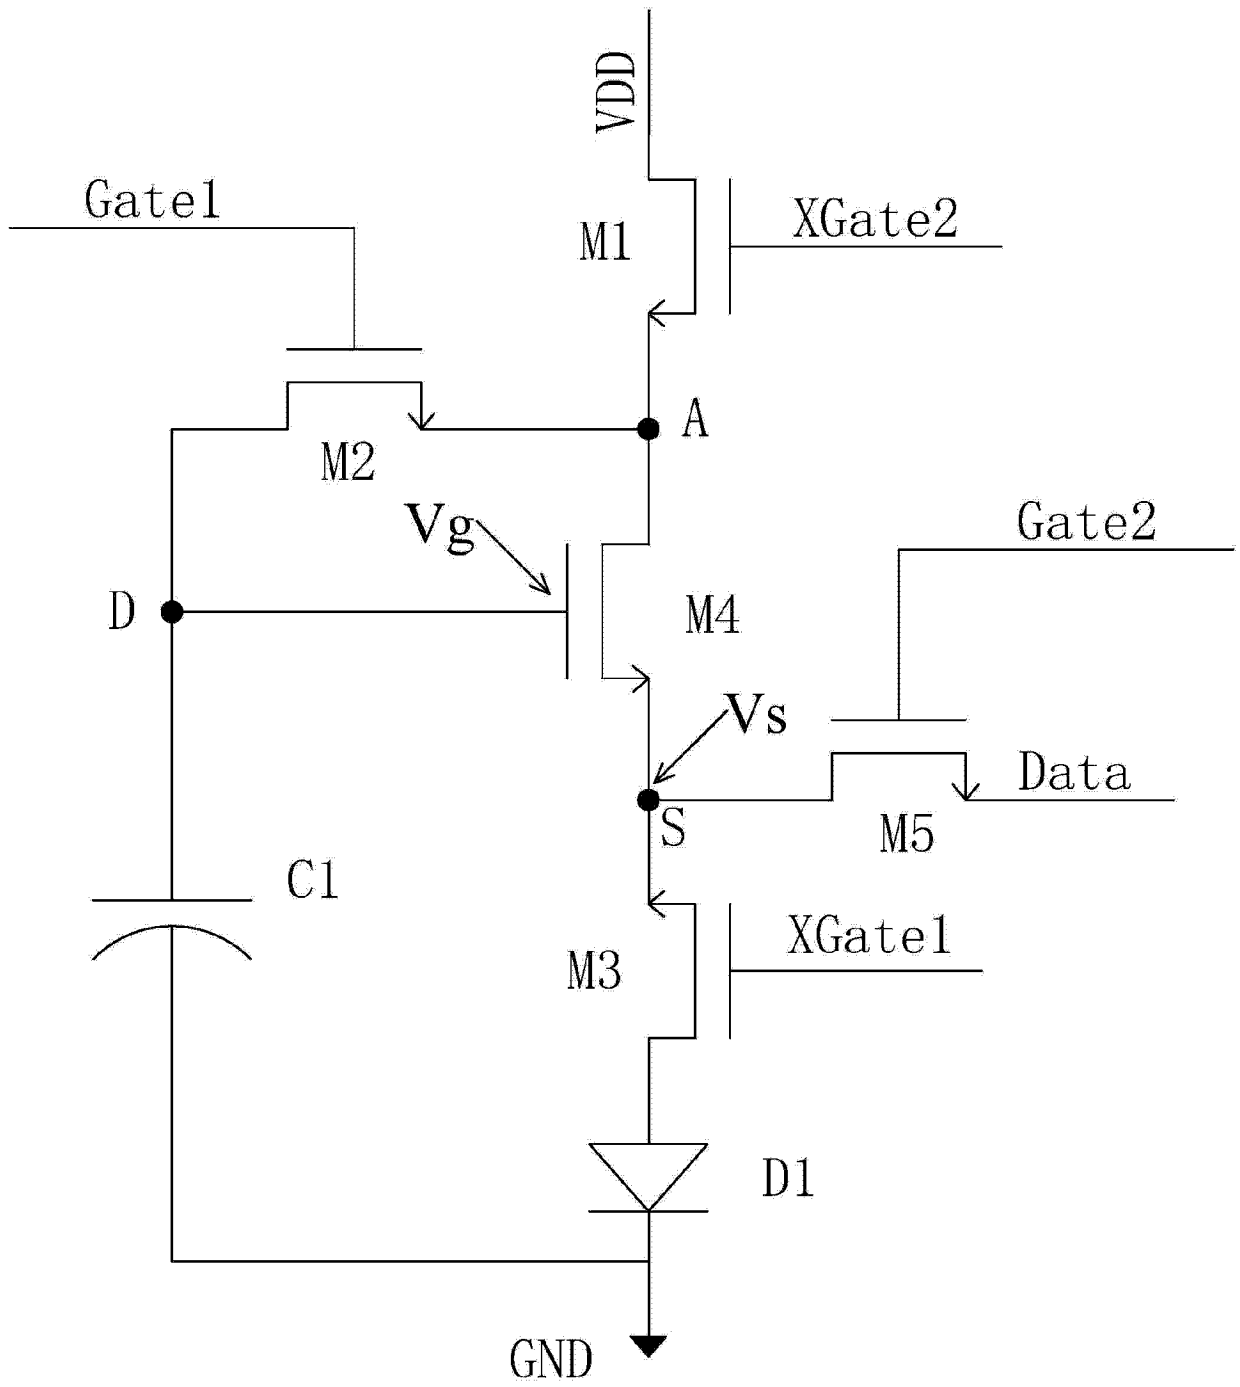 VDD
Gate1
XGate2
M1
A
M2
Vg
Gate2
D
M4
Vs
Data
S
M5
C1
XGate1
M3
D1
GND